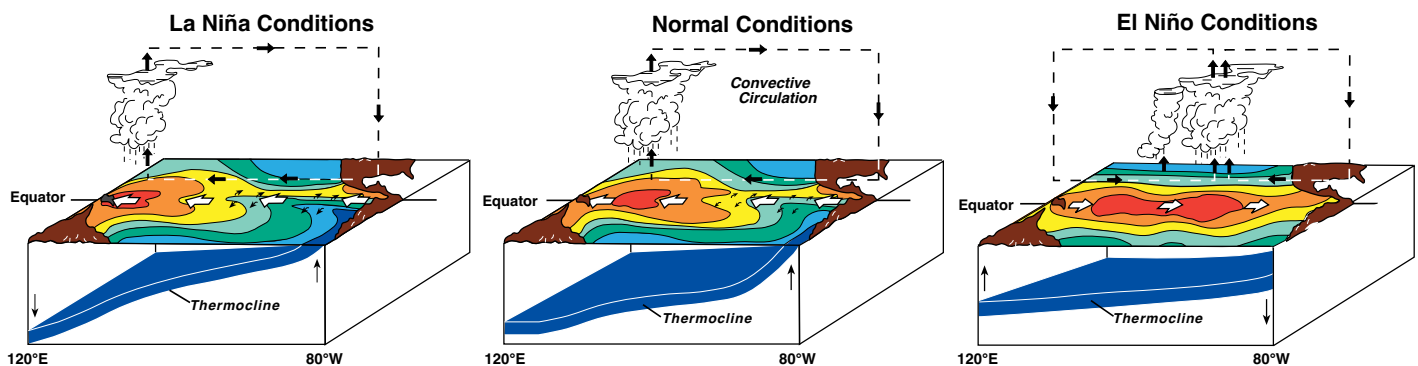 La Niña Conditions
Equator
Thermocline
120°E
80°W
Normal Conditions
Convective
Circulation
Equator
Thermocline
120°E
80°W
El Niño Conditions
Equator
Thermocline
120°E
80°W